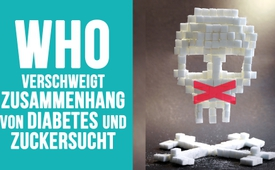 WHO
VERSCHWEIGT
ZUSAMMENHANG
VON DIABETES UND
ZUCKERSUCHT